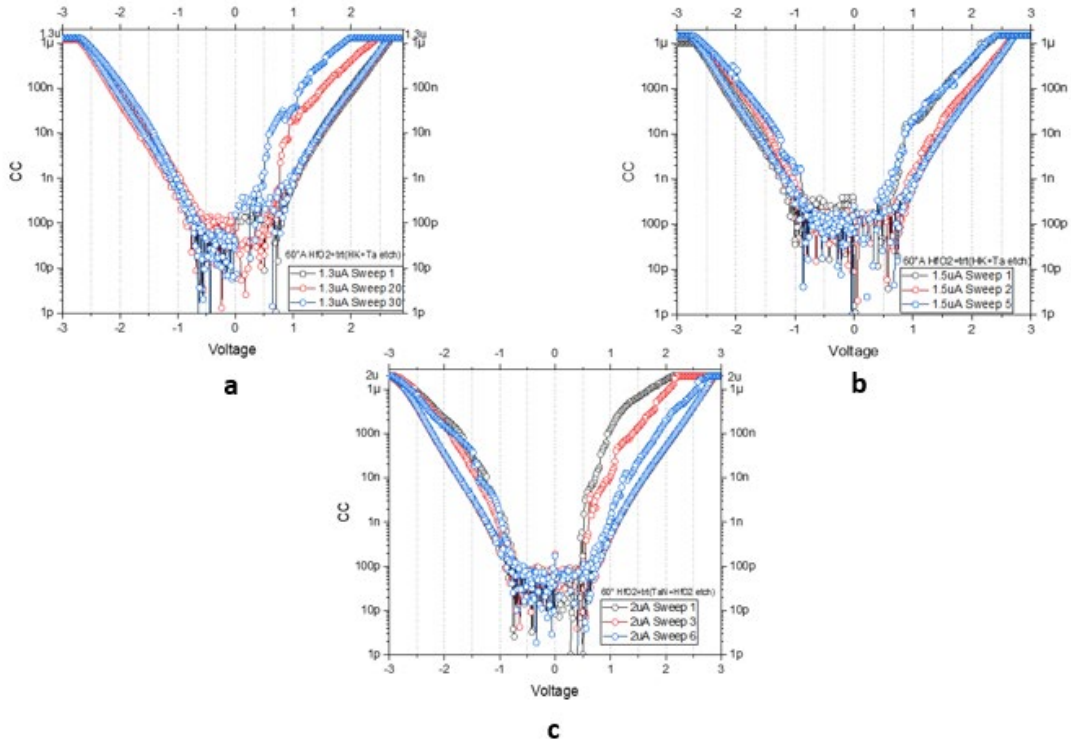 -3 -2 -1 0 1 2
1.3u 1.3u
1µ 1µ
100n 100n
10n 10n
CC
1n 1n
100p 100p
10p 10p
1p 1p
60°A HfO2+trt(HK+Ta etch)
1.3uA Sweep 1
1.3uA Sweep 20
1.3uA Sweep 30
-3 -2 -1 0 1 2
Voltage
a
-3 -2 -1 0 1 2 3
1µ 1µ
100n 100n
10n 10n
CC
1n 1n
100p 100p
10p 10p
1p 1p
60°A HfO2+trt(HK+Ta etch)
1.5uA Sweep 1
1.5uA Sweep 2
1.5uA Sweep 5
-3 -2 -1 0 1 2 3
Voltage
b
-3 -2 -1 0 1 2 3
2u 2u
1µ 1µ
100n 100n
10n 10n
CC
1n 1n
100p 100p
10p 10p
1p 1p
60° HfO2+trt(TaN+HfO2 etch)
2uA Sweep 1
2uA Sweep 3
2uA Sweep 6
-3 -2 -1 0 1 2 3
Voltage
c